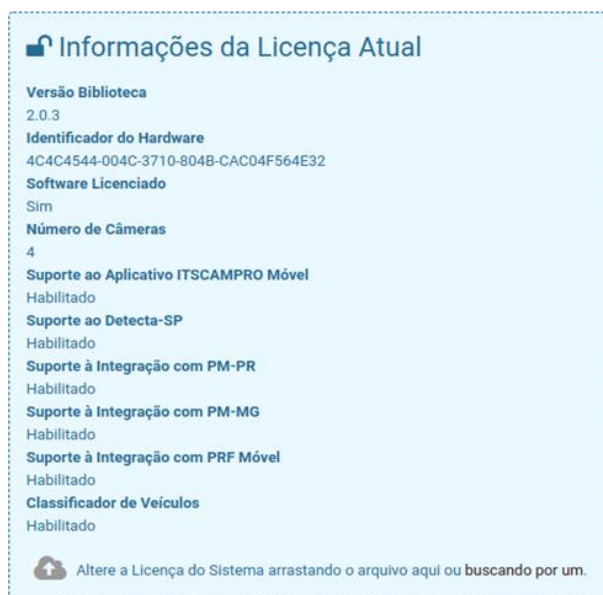 Informações da Licença Atual
Versão Biblioteca
2.0.3
Identificador do Hardware
4C4C4544-004C-3710-804B-CAC04F564E32
Software Licenciado
Sim
Número de Câmeras
4
Suporte ao Aplicativo ITSCAMPRO Móvel
Habilitado
Suporte ao Detecta-SP
Habilitado
Suporte à Integração com PM-PR
Habilitado
Suporte à Integração com PM-MG
Habilitado
Suporte à Integração com PRF Móvel
Habilitado
Classificador de Veículos
Habilitado
Altere a Licença do Sistema arrastando o arquivo aqui ou buscando por um.